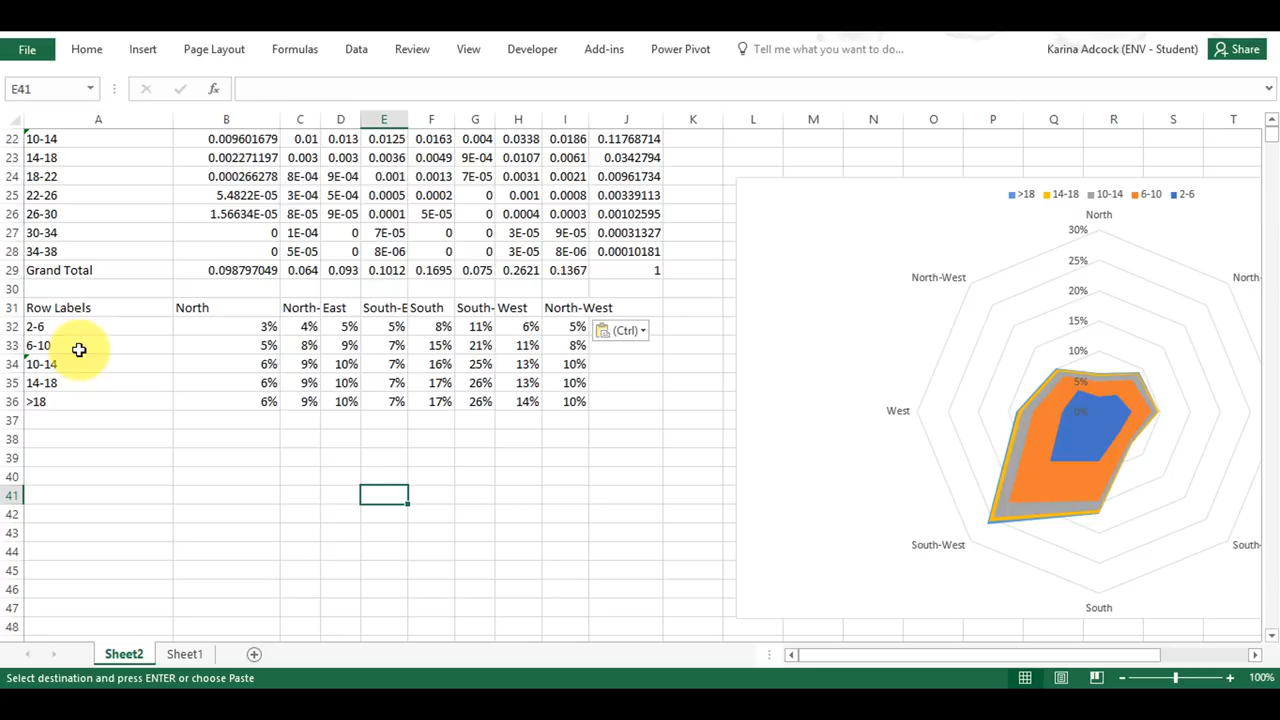 File Home Insert Page Layout Formulas Data Review View Developer Add-ins Power Pivot Tell me what you want to do... Karina Adcock (ENV - Student) Share
E41 fx
A B C D E F G H I J K L M N O P Q R S T
22 10-14 0.009601679 0.01 0.013 0.0125 0.0163 0.004 0.0338 0.0186 0.11768714
23 14-18 0.002271197 0.003 0.003 0.0036 0.0049 9E-04 0.0107 0.0061 0.0342794
24 18-22 0.000266278 8E-04 9E-04 0.001 0.0013 7E-05 0.0031 0.0021 0.00961734
25 22-26 5.4822E-05 3E-04 5E-04 0.0005 0.0002 0 0.001 0.0008 0.00339113
26 26-30 1.56634E-05 8E-05 9E-05 0.0001 5E-05 0 0.0004 0.0003 0.00102595
27 30-34 0 1E-04 0 7E-05 0 0 3E-05 9E-05 0.00031327
28 34-38 0 5E-05 0 8E-06 0 0 3E-05 8E-06 0.00010181
29 Grand Total 0.098797049 0.064 0.093 0.1012 0.1695 0.075 0.2621 0.1367 1
30
31 Row Labels North North- East South-E South South- West North-West
32 2-6 3% 4% 5% 5% 8% 11% 6% 5% (Ctrl)
33 6-10 5% 8% 9% 7% 15% 21% 11% 8%
34 10-14 6% 9% 10% 7% 16% 25% 13% 10%
35 14-18 6% 9% 10% 7% 17% 26% 13% 10%
36 >18 6% 9% 10% 7% 17% 26% 14% 10%
37
38
39
40
41
42
43
44
45
46
47
48
>18 14-18 10-14 6-10 2-6
North
30%
25%
North-West North-
20%
15%
10%
5%
West 0%
South-West South-
South
Sheet2 Sheet1
Select destination and press ENTER or choose Paste 100%